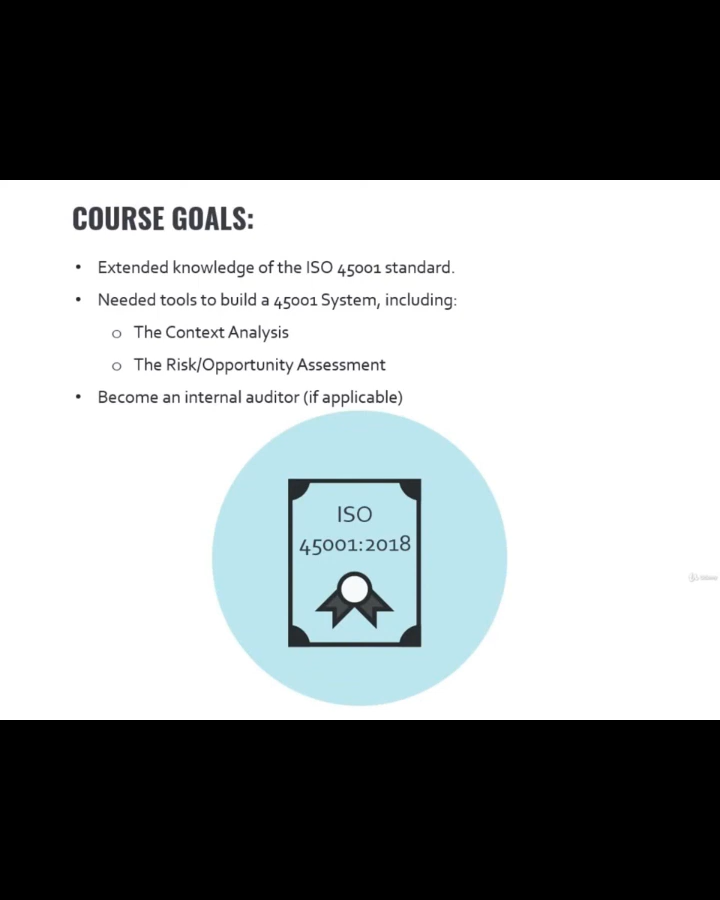 COURSE GOALS:
• Extended knowledge of the ISO 45001 standard.
• Needed tools to build a 45001 System, including:
o The Context Analysis
o The Risk/Opportunity Assessment
• Become an internal auditor (if applicable)
ISO
45001:2018